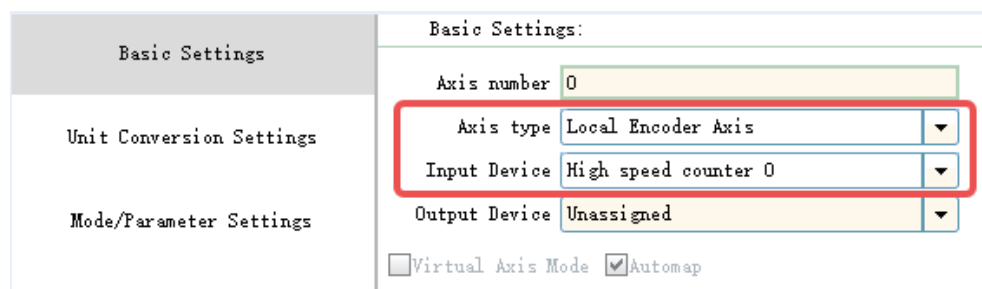 Basic Settings
Unit Conversion Settings
Mode/Parameter Settings
Basic Settings:
Axis number 0
Axis type Local Encoder Axis
Input Device High speed counter 0
Output Device Unassigned
Virtual Axis Mode Automap